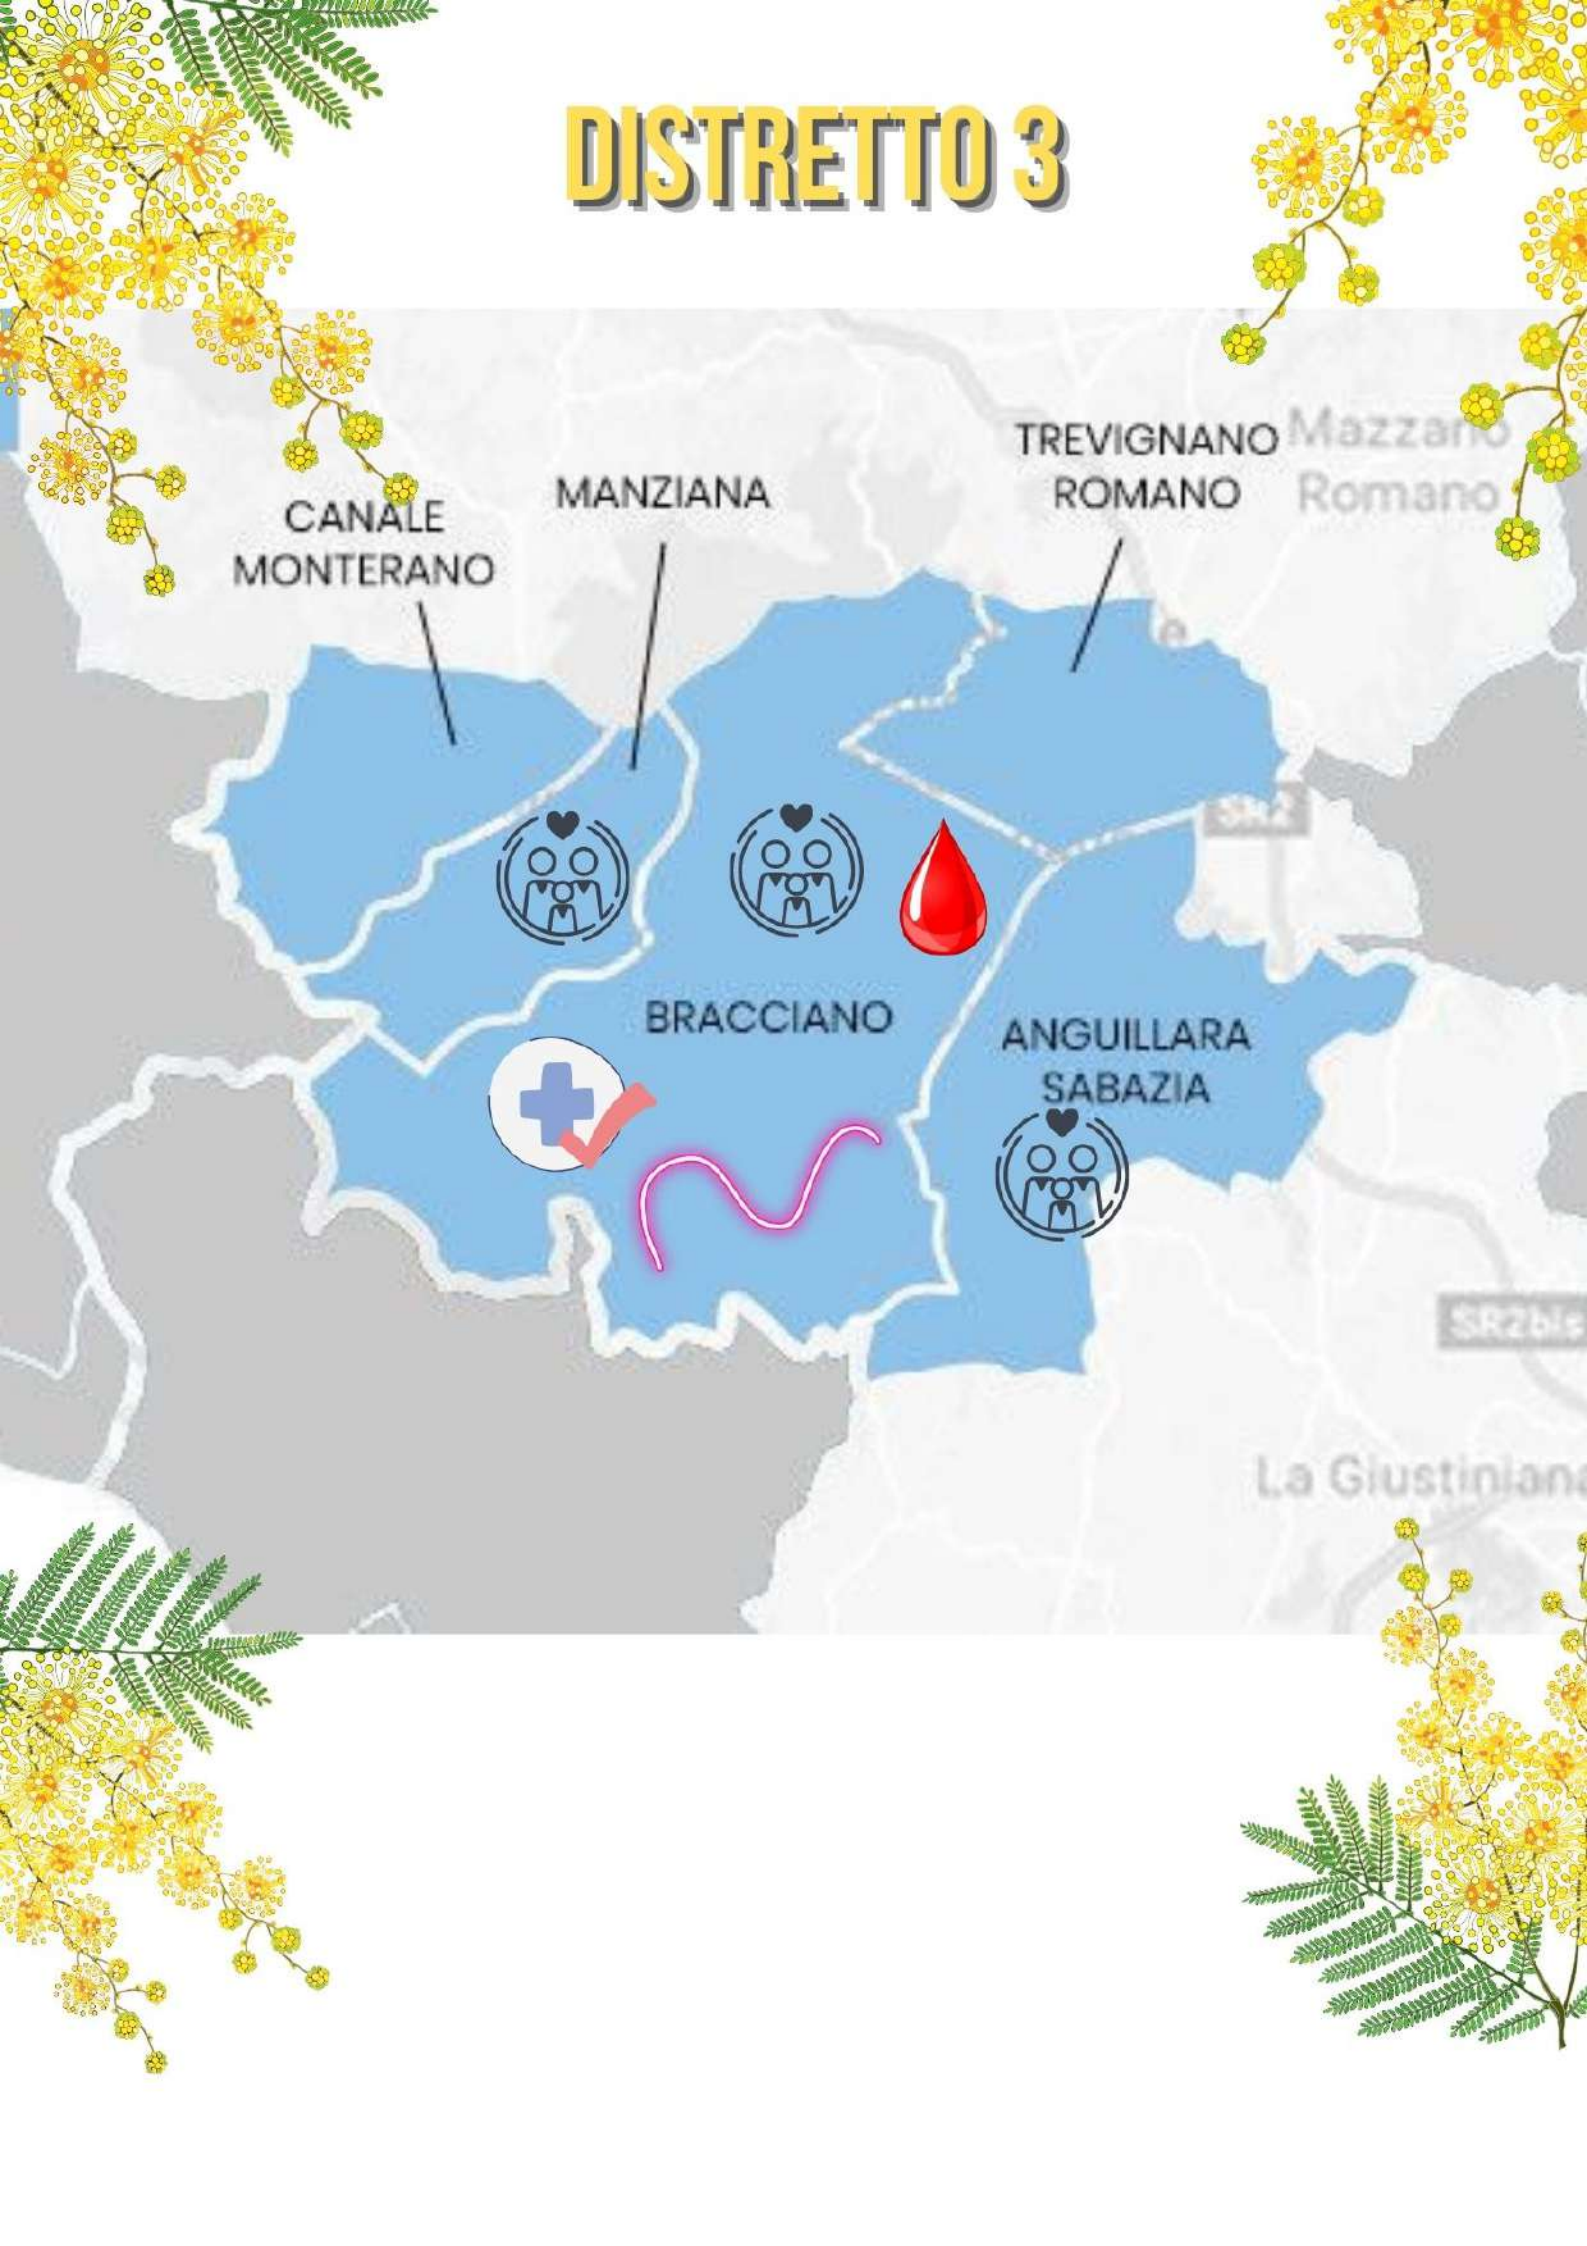 DISTRETTO 3
TREVIGNANO
ROMANO
Mazzano
Romano
MANZIANA
CANALE
MONTERANO
SR2
BRACCIANO
ANGUILLARA
SABAZIA
SR2bis
La Giustiniana